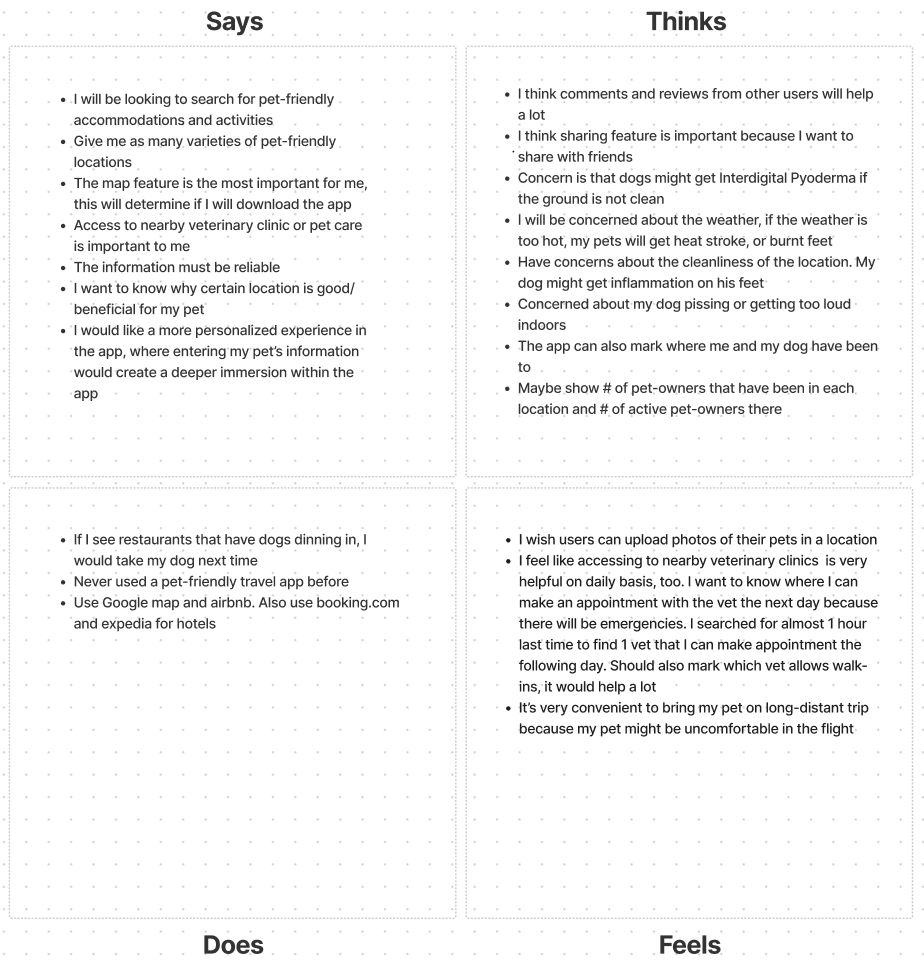 Says
• I will be looking to search for pet-friendly
accommodations and activities
• Give me as many varieties of pet-friendly
locations
• The map feature is the most important for me,
this will determine if I will download the app
• Access to nearby veterinary clinic or pet care
is important to me
• The information must be reliable
• I want to know why certain location is good/
beneficial for my pet
• I would like a more personalized experience in
the app, where entering my pet's information
would create a deeper immersion within the
app
Thinks
• I think comments and reviews from other users will help
a lot
• I think sharing feature is important because I want to
share with friends
• Concern is that dogs might get Interdigital Pyoderma if
the ground is not clean
• I will be concerned about the weather, if the weather is
too hot, my pets will get heat stroke, or burnt feet
• Have concerns about the cleanliness of the location. My
dog might get inflammation on his feet
• Concerned about my dog pissing or getting too loud
indoors
• The app can also mark where me and my dog have been
to
• Maybe show # of pet-owners that have been in each
location and # of active pet-owners there
• If I see restaurants that have dogs dinning in, I
would take my dog next time
• Never used a pet-friendly travel app before
• Use Google map and airbnb. Also use booking.com
and expedia for hotels
Does
• I wish users can upload photos of their pets in a location
• I feel like accessing to nearby veterinary clinics is very
helpful on daily basis, too. I want to know where I can
make an appointment with the vet the next day because
there will be emergencies. I searched for almost 1 hour
last time to find 1 vet that I can make appointment the
following day. Should also mark which vet allows walk-
ins, it would help a lot
• It's very convenient to bring my pet on long-distant trip
because my pet might be uncomfortable in the flight
Feels